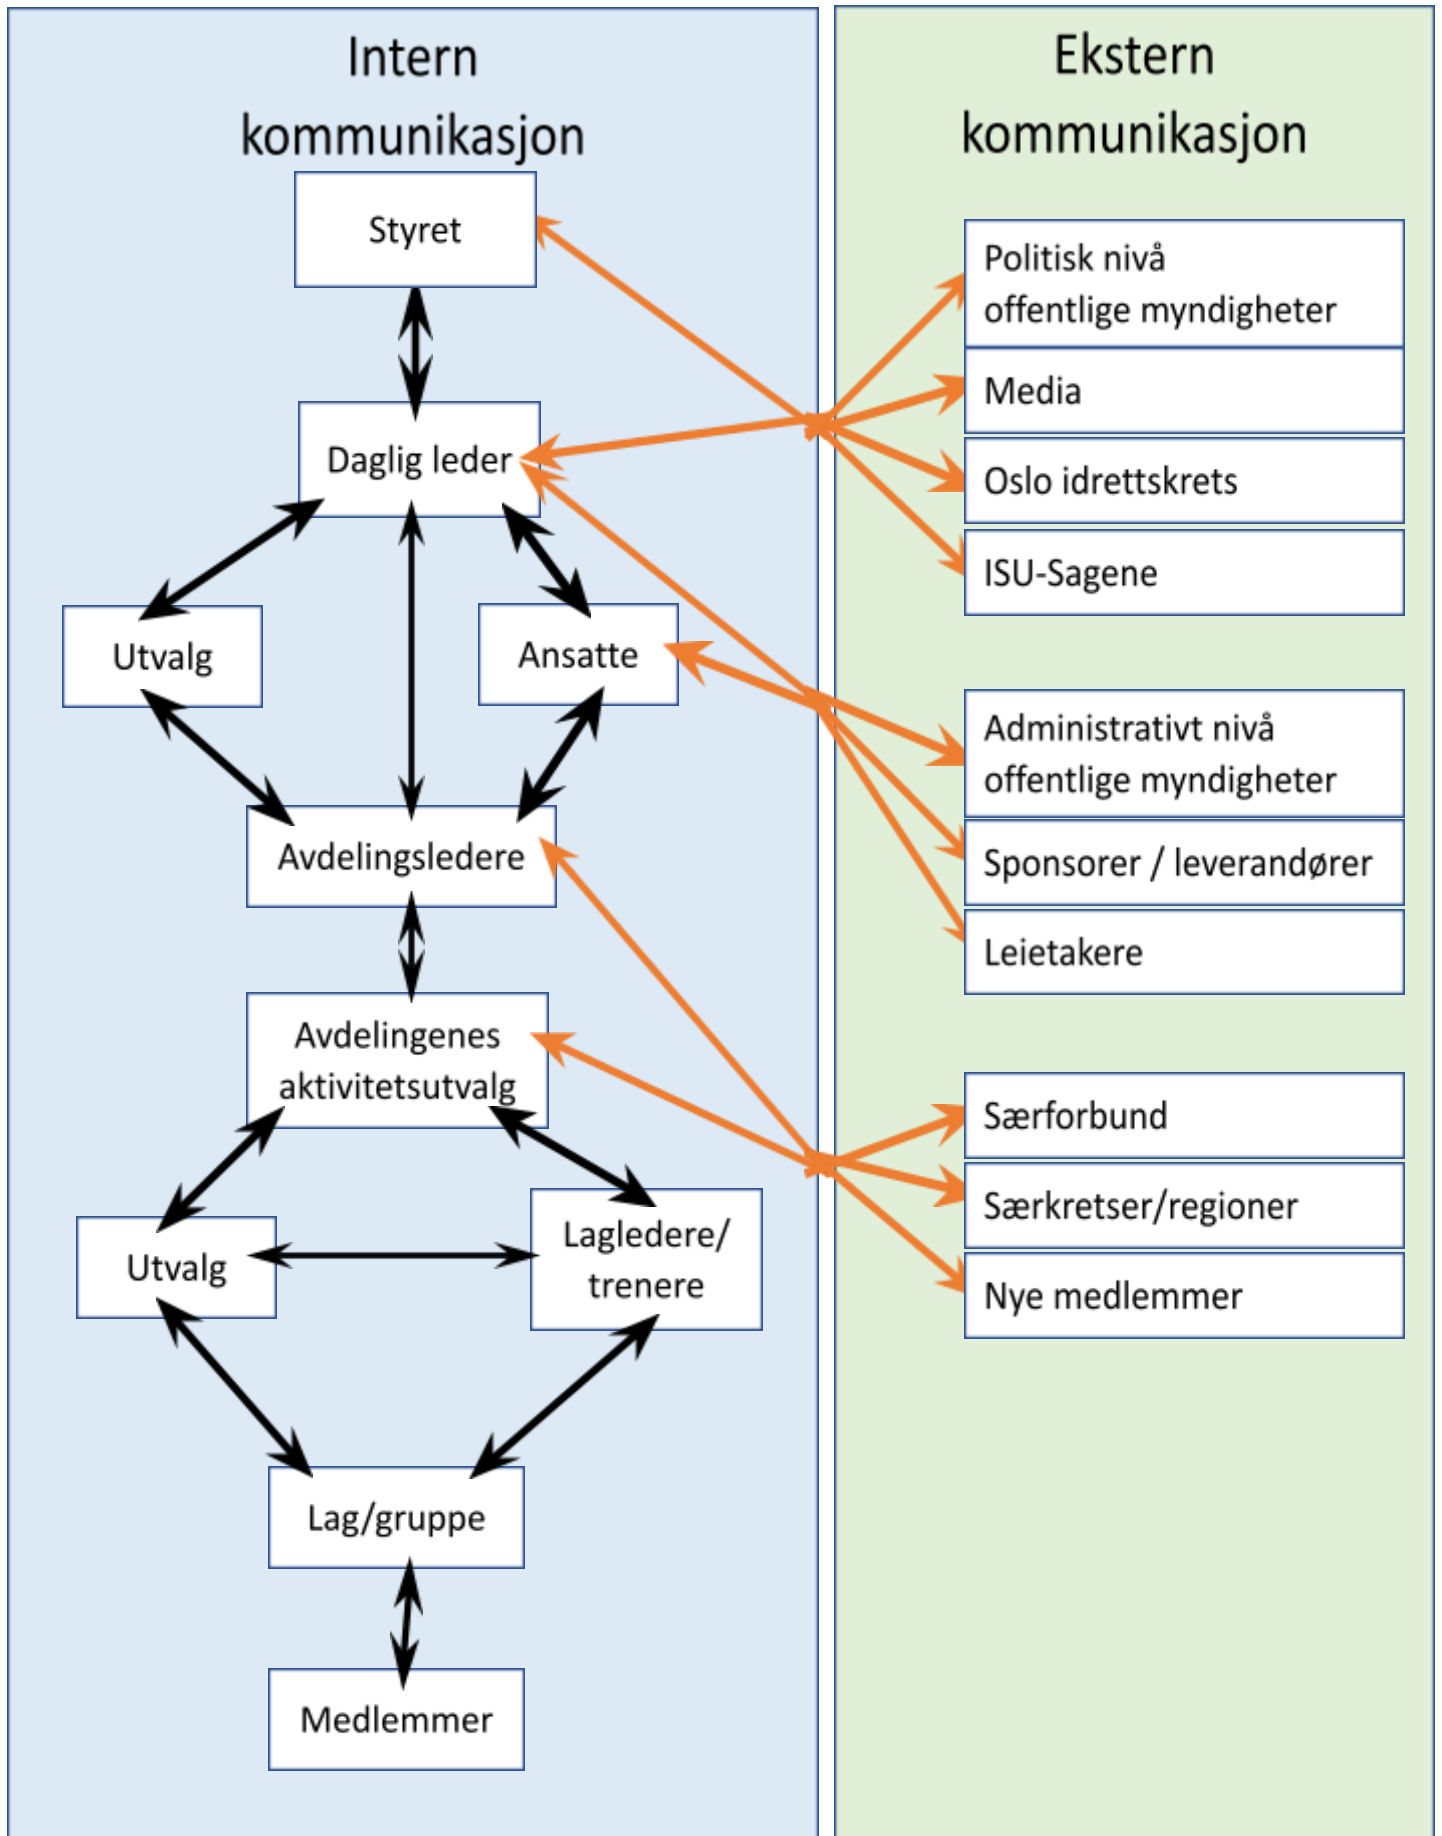 Intern
kommunikasjon
Styret
Daglig leder
Utvalg
Ansatte
Avdelingsledere
Avdelingenes
aktivitetsutvalg
Utvalg
Lagledere/
trenere
Lag/gruppe
Medlemmer
Ekstern
kommunikasjon
Politisk nivå
offentlige myndigheter
Media
Oslo idrettskrets
ISU-Sagene
Administrativt nivå
offentlige myndigheter
Sponsorer / leverandører
Leietakere
Særforbund
Særkretser/regioner
Nye medlemmer